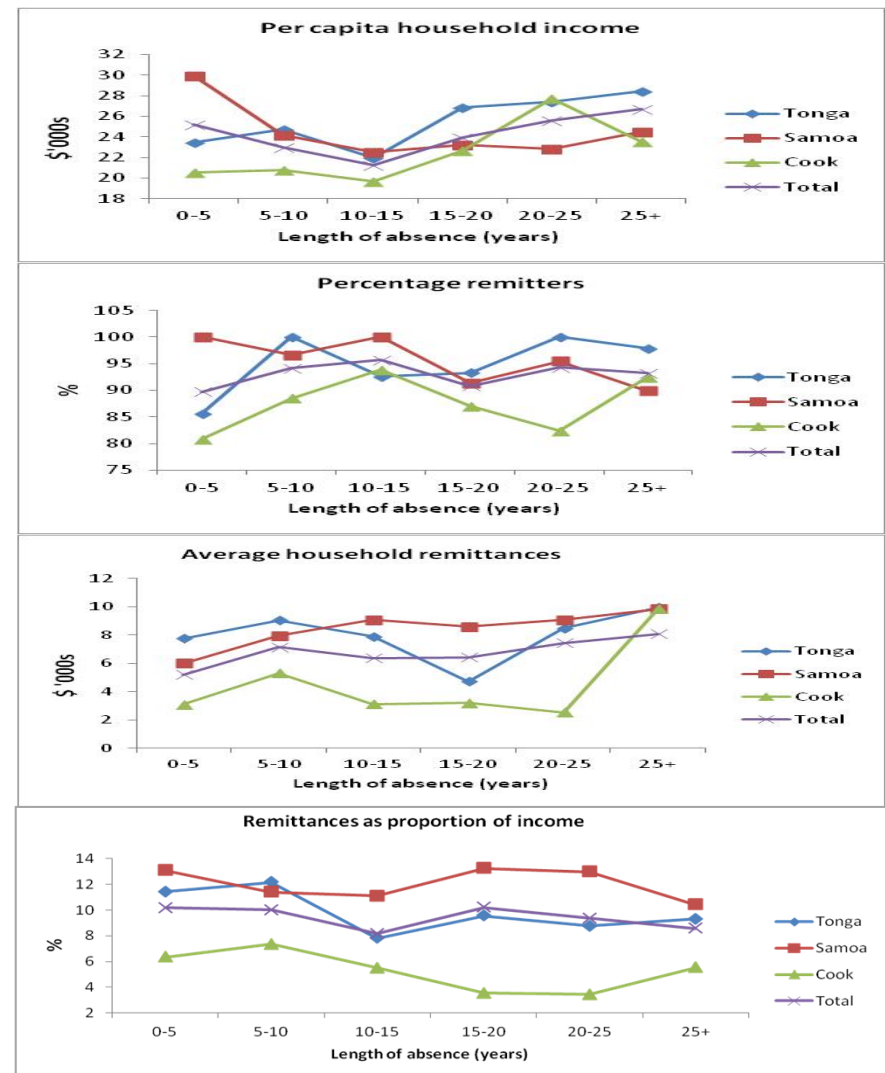 Per capita household income
32
30
28
26
24
22
20
18
$'000s
0-5 5-10 10-15 15-20 20-25 25+
Length of absence (years)
Tonga
Samoa
Cook
Total
Percentage remitters
105
100
95
90
85
80
75
%
0-5 5-10 10-15 15-20 20-25 25+
Length of absence (years)
Tonga
Samoa
Cook
Total
Average household remittances
12
10
8
6
4
2
0
$'000s
0-5 5-10 10-15 15-20 20-25 25+
Length of absence (years)
Tonga
Samoa
Cook
Total
Remittances as proportion of income
14
12
10
8
6
4
2
%
0-5 5-10 10-15 15-20 20-25 25+
Length of absence (years)
Tonga
Samoa
Cook
Total